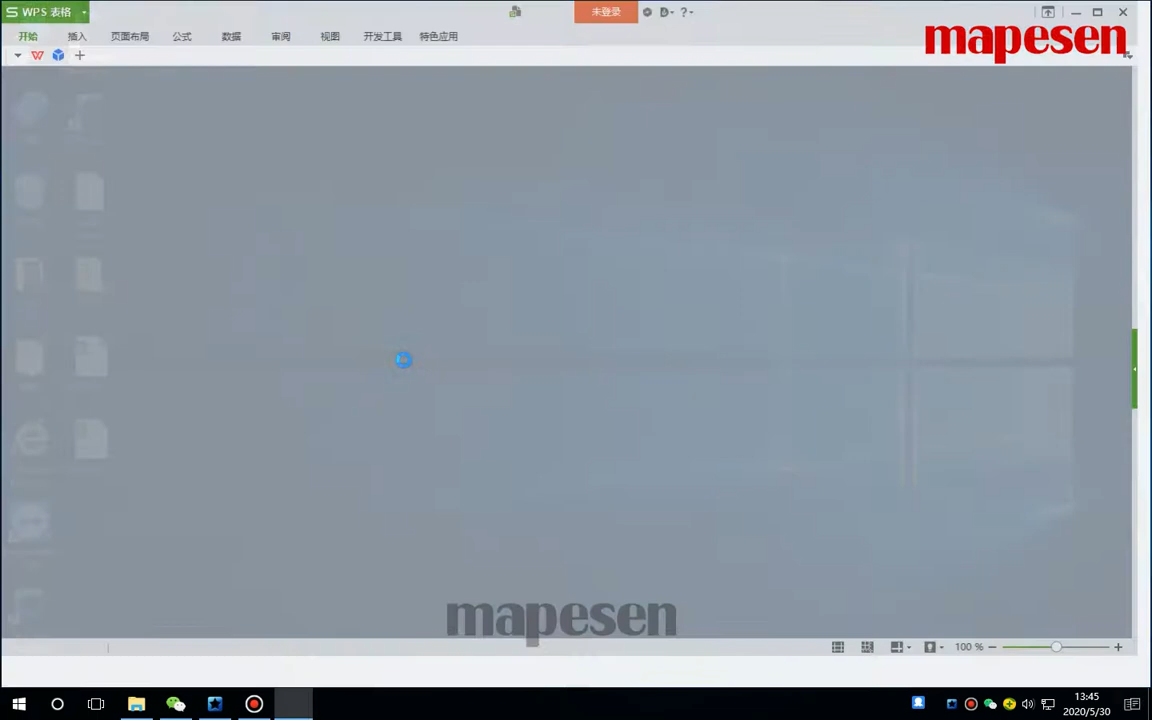 WPS 表格
未登录
开始
插入
页面布局
公式
数据
审阅
视图
开发工具
特色应用
mapesen
mapesen
100 %
13:45
2020/5/30